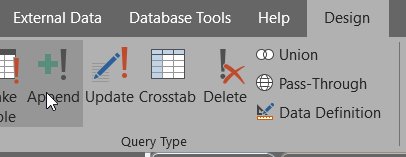 External Data Database Tools Help Design
Append Update Crosstab Delete
Union
Pass-Through
Data Definition
Query Type